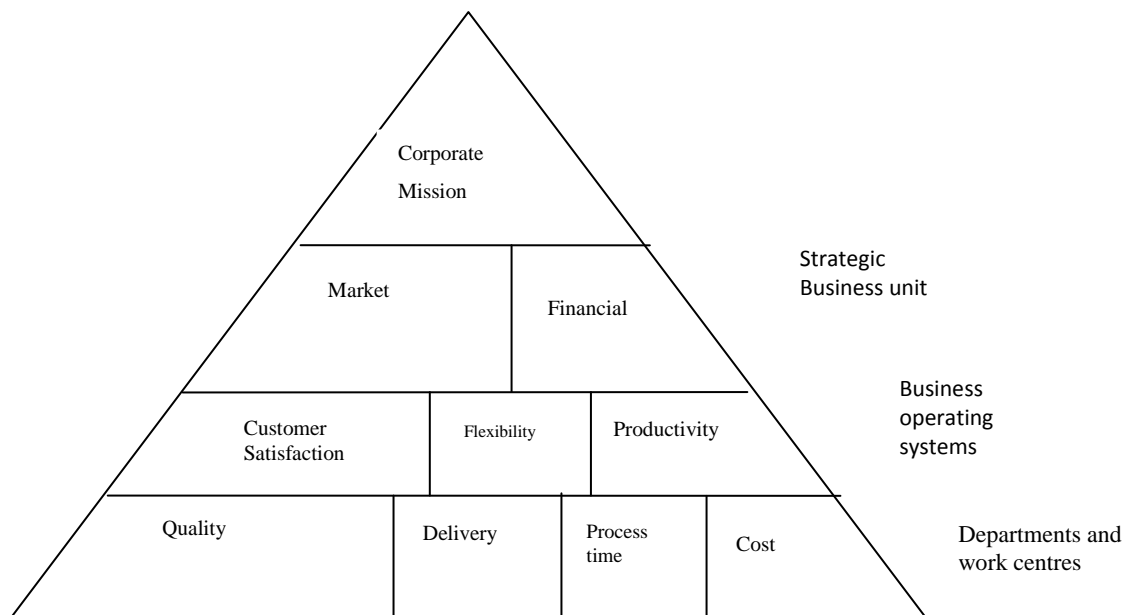 Corporate
Mission
Strategic
Business unit
Market
Financial
Business
operating
systems
Customer
Satisfaction
Flexibility
Productivity
Quality
Delivery
Process
time
Cost
Departments and
work centres